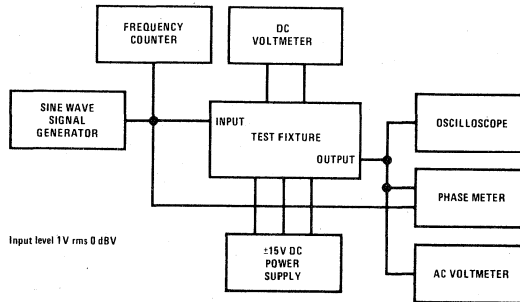 FREQUENCY
COUNTER
DC
VOLTMETER
SINE WAVE
SIGNAL
GENERATOR
INPUT
TEST FIXTURE
OUTPUT
OSCILLOSCOPE
PHASE METER
AC VOLTMETER
±15V DC
POWER
SUPPLY
Input level 1V rms 0 dBV